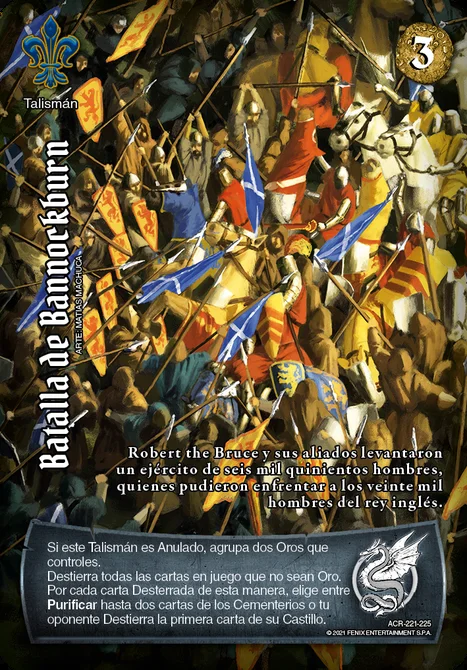 3
Talismán
Batalla de Bannockburn
ARTE: MATIAS MACHUCA
Robert the Bruce y sus aliados levantaron
un ejército de seis mil quinientos hombres,
quienes pudieron enfrentar a los veinte mil
hombres del rey inglés.
Si este Talismán es Anulado, agrupa dos Oros que
controles.
Destierra todas las cartas en juego que no sean Oro.
Por cada carta Desterrada de esta manera, elige entre
Purificar hasta dos cartas de los Cementerios o tu
oponente Destierra la primera carta de su Castillo.
ACR-221-225
© 2021 FENIX ENTERTAINMENT S.P.A.